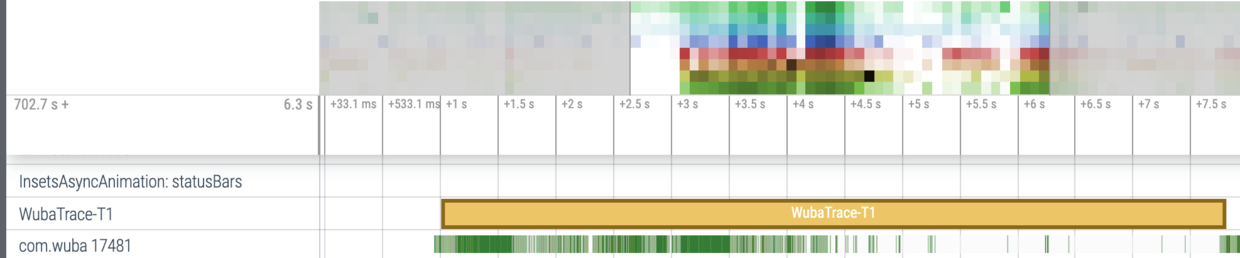 702.7 s + 6.3 s +33.1 ms +533.1 ms +1 s +1.5 s +2 s +2.5 s +3 s +3.5 s +4 s +4.5 s +5 s +5.5 s +6 s +6.5 s +7 s +7.5 s
InsetsAsyncAnimation: statusBars
WubaTrace-T1 WubaTrace-T1
com.wuba 17481